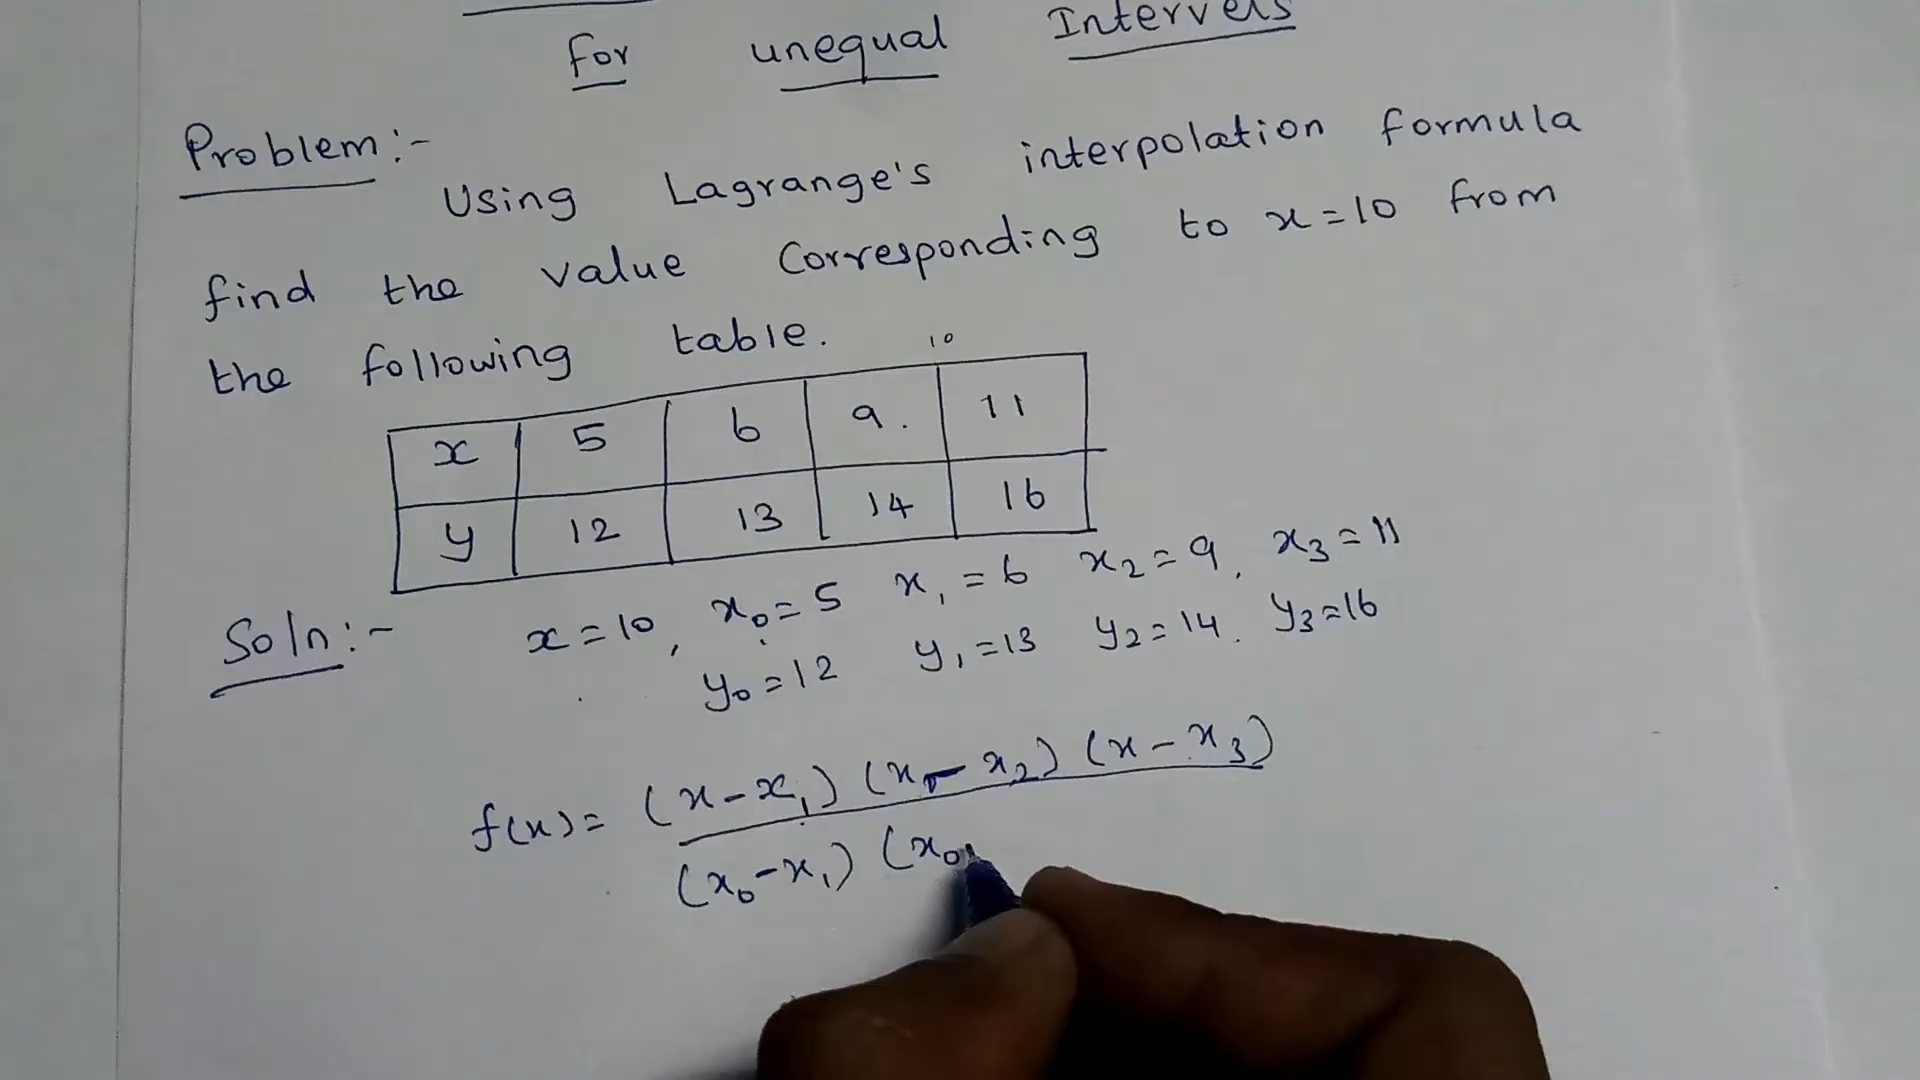 for unequal Intervels
Problem:-
Using Lagrange's interpolation formula
find the value Corresponding to x=10 from
the following table.
10
x 5 6 9. 11
y 12 13 14 16
Soln:- x=10, x₀=5 x₁=6 x₂=9, x₃=11
y₀=12 y₁=13 y₂=14. y₃=16
f(x)= (x-x₁) (x-x₂) (x-x₃)
(x₀-x₁) (x₀